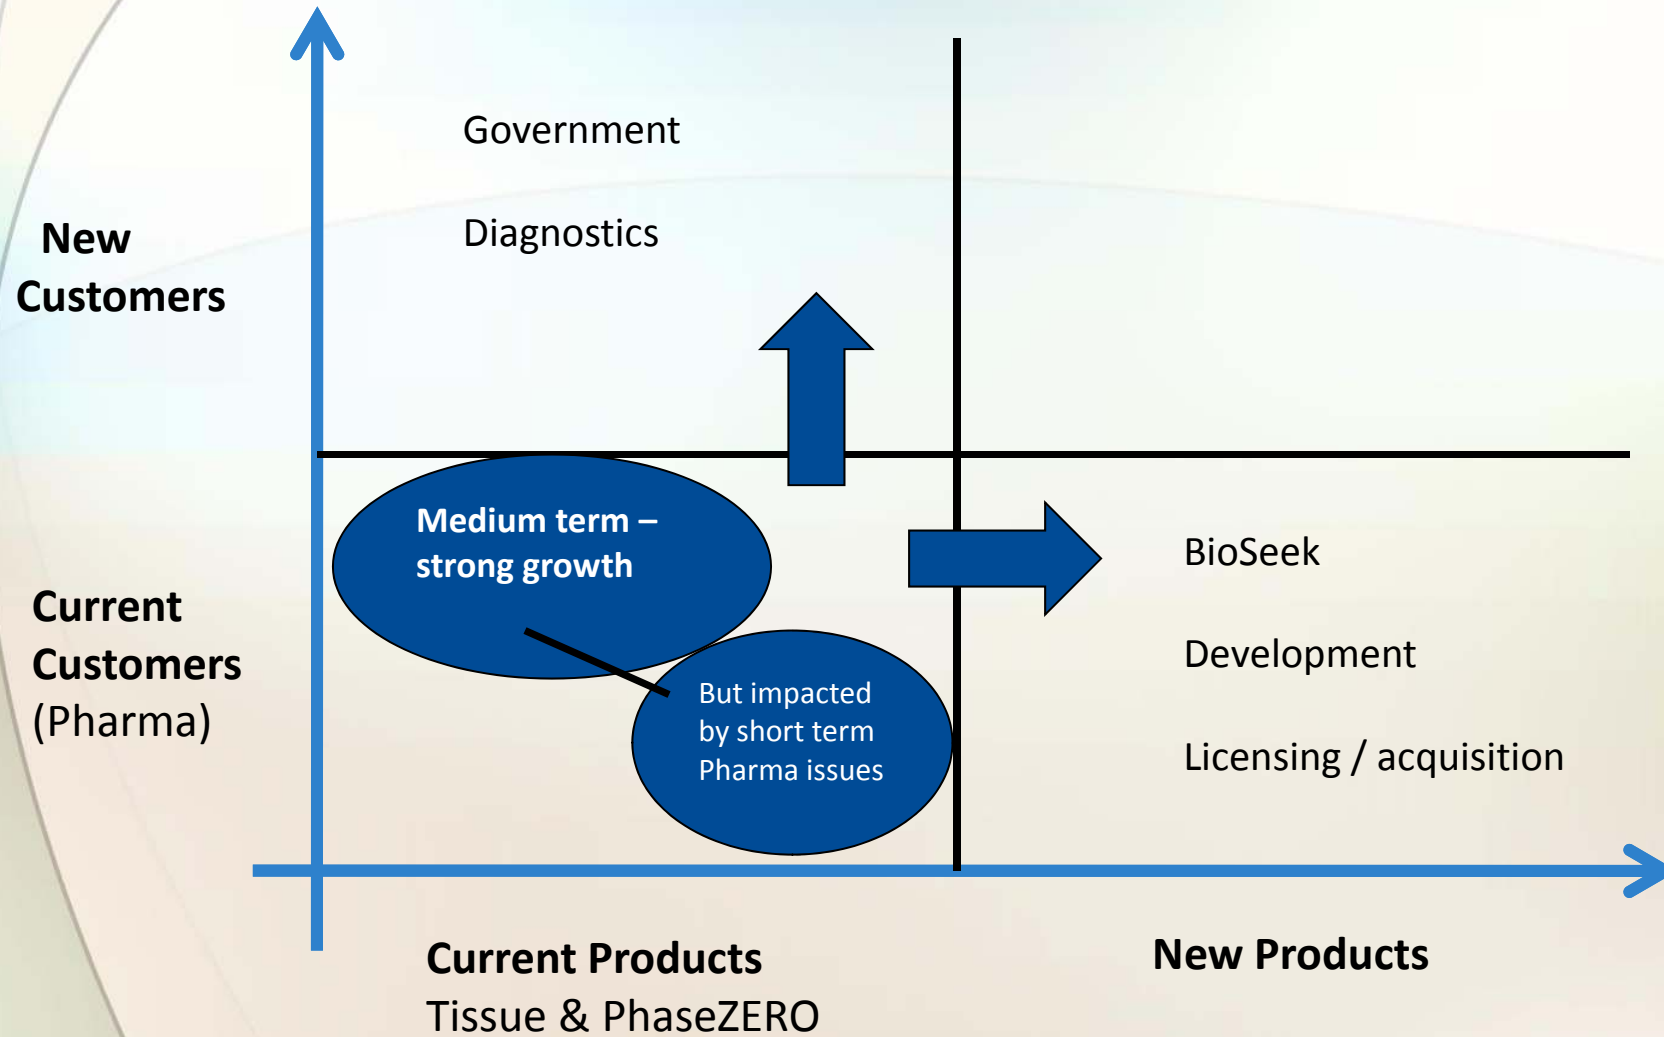 Government
Diagnostics
New
Customers
Medium term –
strong growth
BioSeek
Current
Customers
(Pharma)
Development
But impacted
by short term
Pharma issues
Licensing / acquisition
Current Products
Tissue & PhaseZERO
New Products